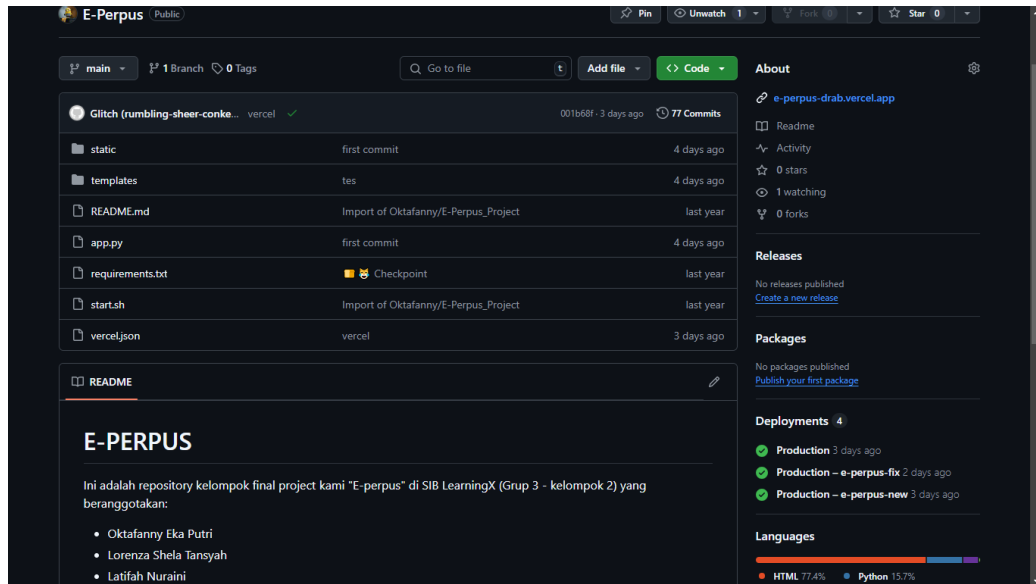 E-Perpus Public Pin Unwatch 1 Fork 0 Star 0
main 1 Branch 0 Tags Go to file t Add file Code
Glitch (rumbling-sheer-conke... vercel 001b68f · 3 days ago 77 Commits
static first commit 4 days ago
templates tes 4 days ago
README.md Import of Oktafanny/E-Perpus_Project last year
app.py first commit 4 days ago
requirements.txt Checkpoint last year
start.sh Import of Oktafanny/E-Perpus_Project last year
vercel.json vercel 3 days ago
README
E-PERPUS
Ini adalah repository kelompok final project kami "E-perpus" di SIB LearningX (Grup 3 - kelompok 2) yang
beranggotakan:
• Oktafanny Eka Putri
• Lorenza Shela Tansyah
• Latifah Nuraini
About
e-perpus-drab.vercel.app
Readme
Activity
0 stars
1 watching
0 forks
Releases
No releases published
Create a new release
Packages
No packages published
Publish your first package
Deployments 4
Production 3 days ago
Production – e-perpus-fix 2 days ago
Production – e-perpus-new 3 days ago
Languages
HTML 77.4% Python 15.7%